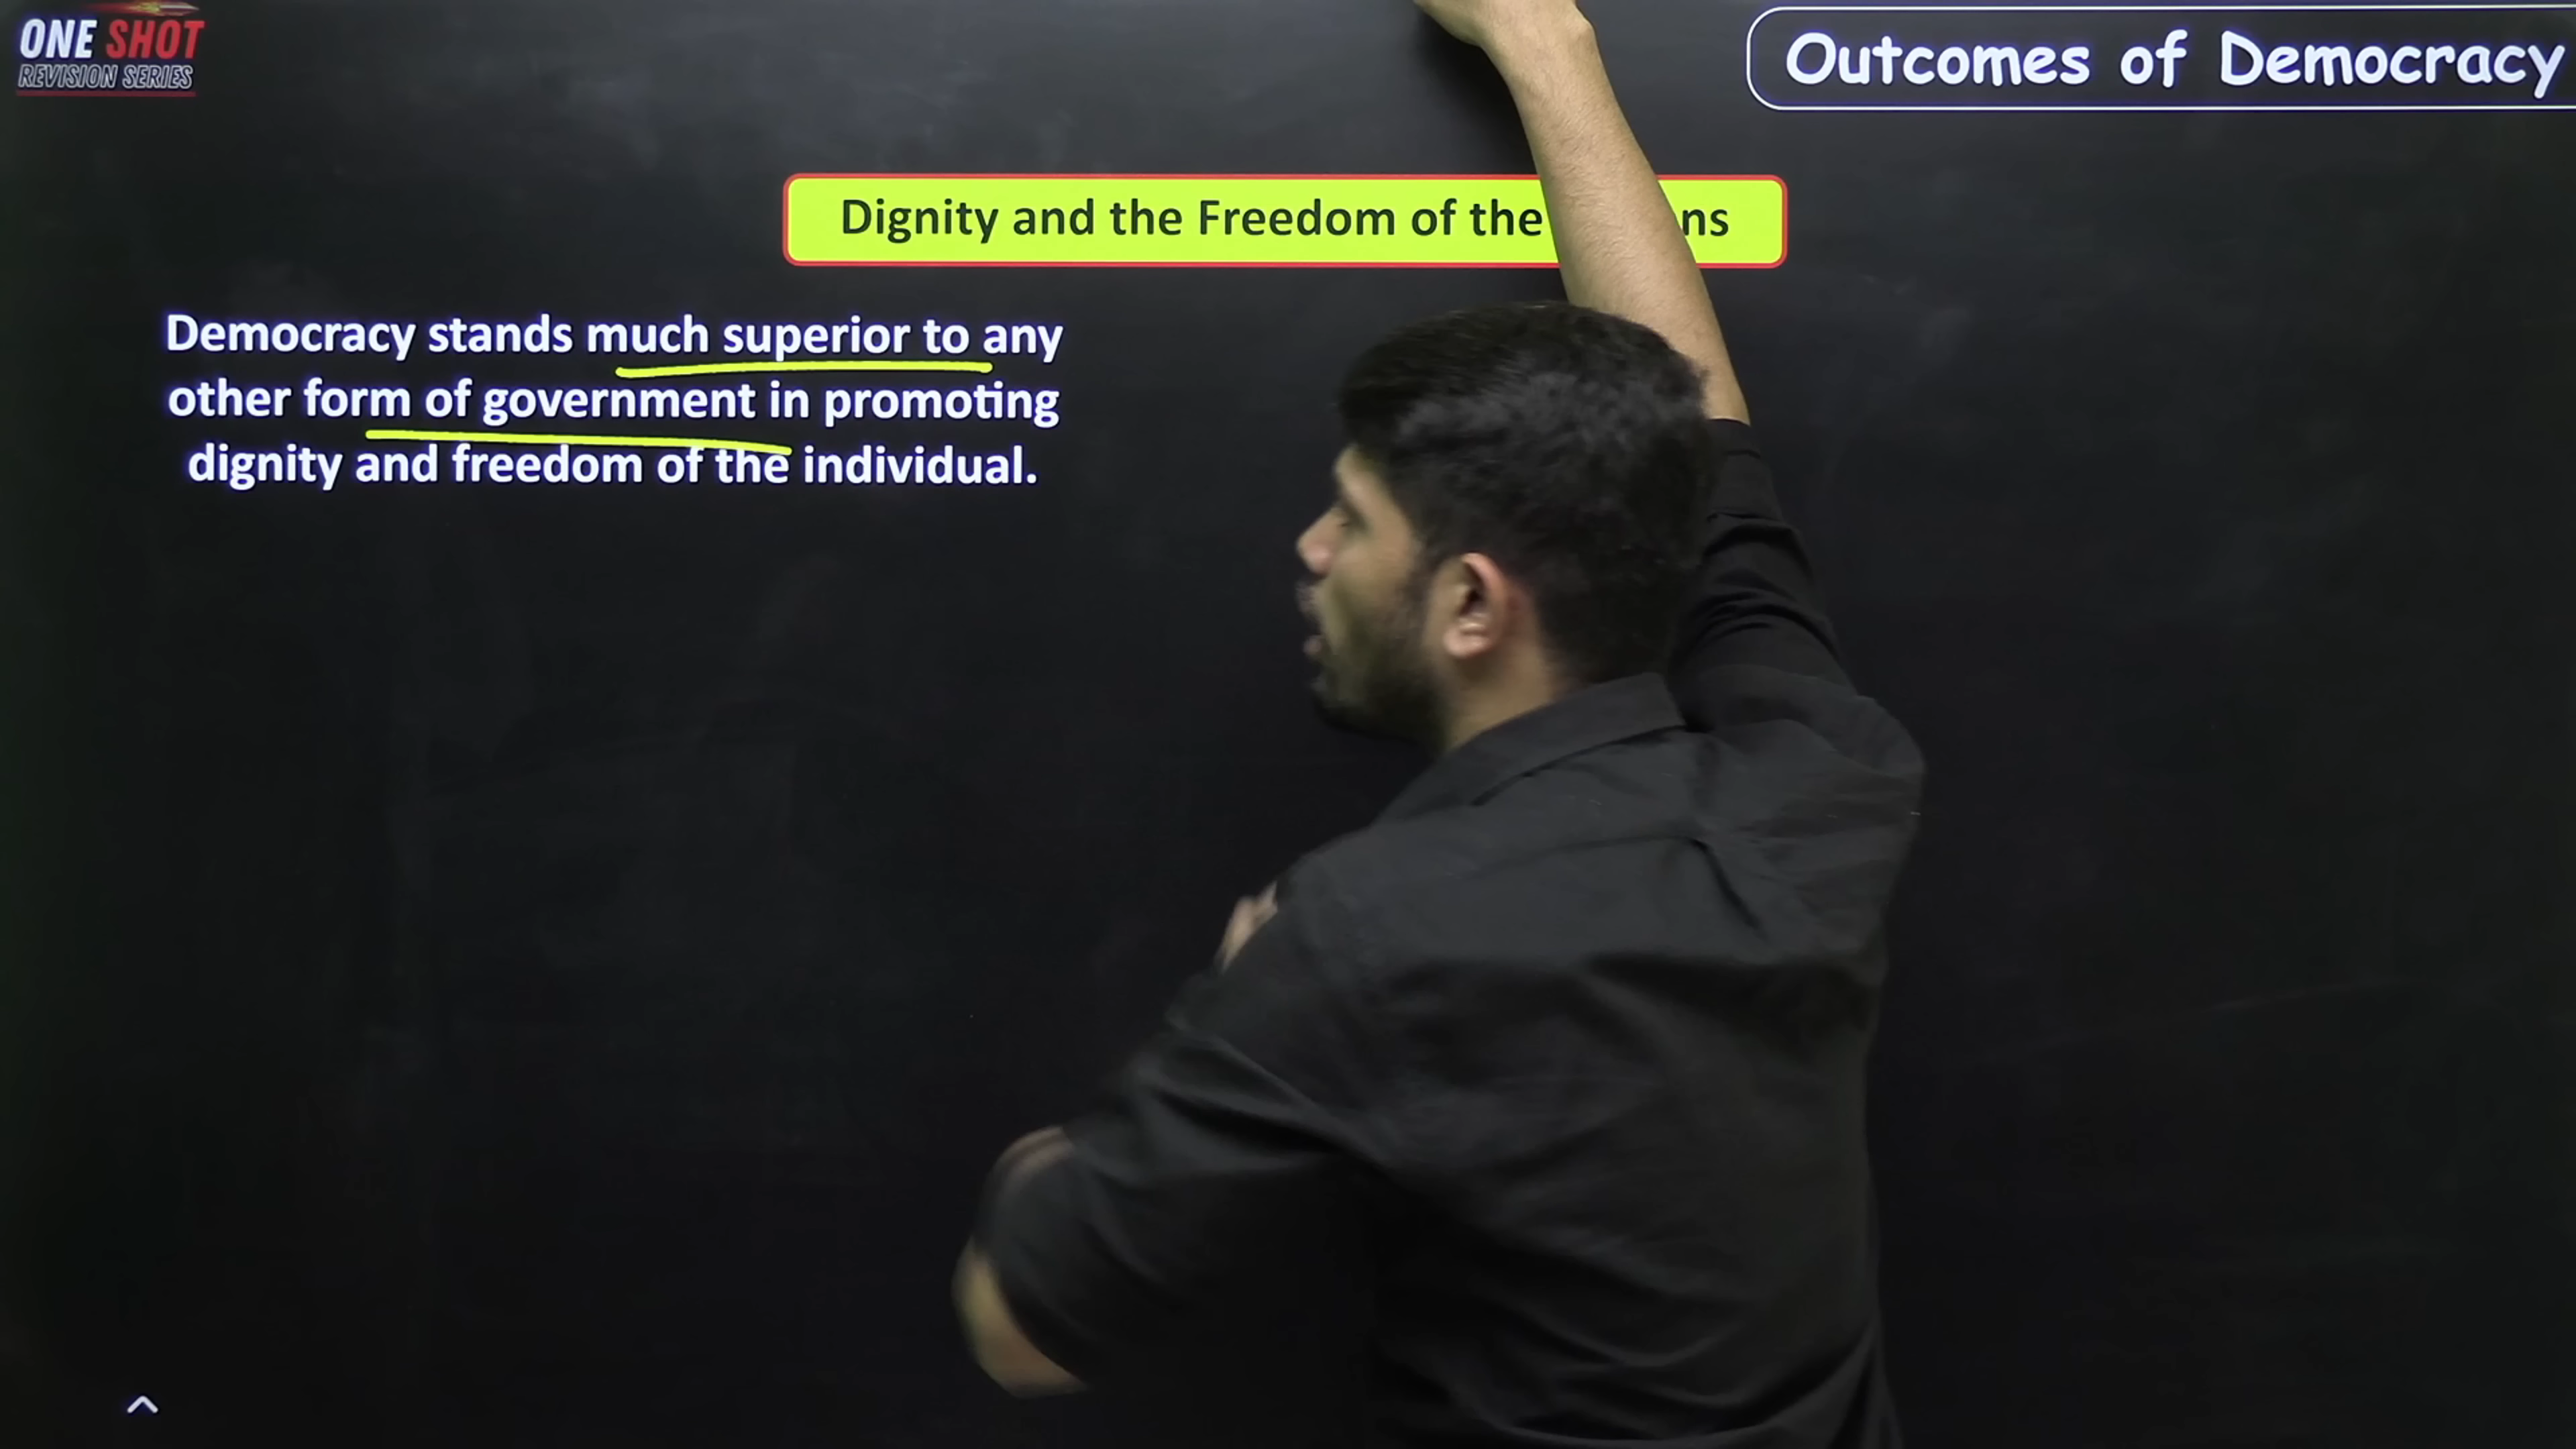 ONE SHOT
REVISION SERIES
Outcomes of Democracy
Dignity and the Freedom of the
Democracy stands much superior to any
other form of government in promoting
dignity and freedom of the individual.